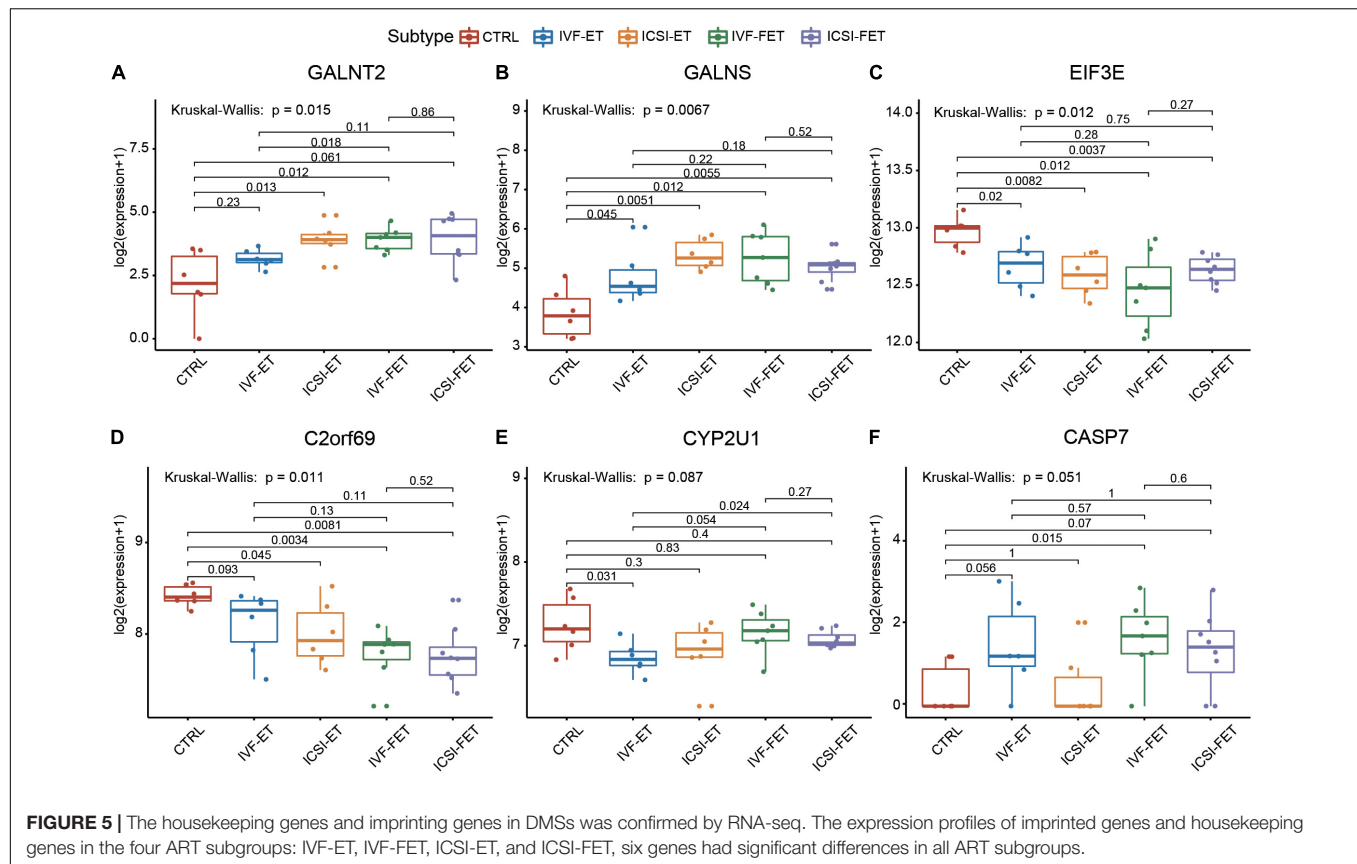 Subtype CTRL IVF-ET ICSI-ET IVF-FET ICSI-FET
A GALNT2
Kruskal-Wallis: p = 0.015
0.86
0.11
0.018
0.061
0.012
0.013
0.23
log2(expression+1)
7.5
5.0
2.5
0.0
CTRL
IVF-ET
ICSI-ET
IVF-FET
ICSI-FET
B GALNS
Kruskal-Wallis: p = 0.0067
0.52
0.18
0.22
0.0055
0.012
0.0051
0.045
log2(expression+1)
9
8
7
6
5
4
3
CTRL
IVF-ET
ICSI-ET
IVF-FET
ICSI-FET
C EIF3E
Kruskal-Wallis: p = 0.012
0.27
0.75
0.28
0.0037
0.012
0.0082
0.02
log2(expression+1)
14.0
13.5
13.0
12.5
12.0
CTRL
IVF-ET
ICSI-ET
IVF-FET
ICSI-FET
D C2orf69
Kruskal-Wallis: p = 0.011
0.52
0.11
0.13
0.0081
0.0034
0.045
0.093
log2(expression+1)
9
8
CTRL
IVF-ET
ICSI-ET
IVF-FET
ICSI-FET
E CYP2U1
Kruskal-Wallis: p = 0.087
0.27
0.024
0.054
0.4
0.83
0.3
0.031
log2(expression+1)
9
8
7
CTRL
IVF-ET
ICSI-ET
IVF-FET
ICSI-FET
F CASP7
Kruskal-Wallis: p = 0.051
0.6
1
0.57
0.07
0.015
1
0.056
log2(expression+1)
4
2
0
CTRL
IVF-ET
ICSI-ET
IVF-FET
ICSI-FET
FIGURE 5 | The housekeeping genes and imprinting genes in DMSs was confirmed by RNA-seq. The expression profiles of imprinted genes and housekeeping
genes in the four ART subgroups: IVF-ET, IVF-FET, ICSI-ET, and ICSI-FET, six genes had significant differences in all ART subgroups.